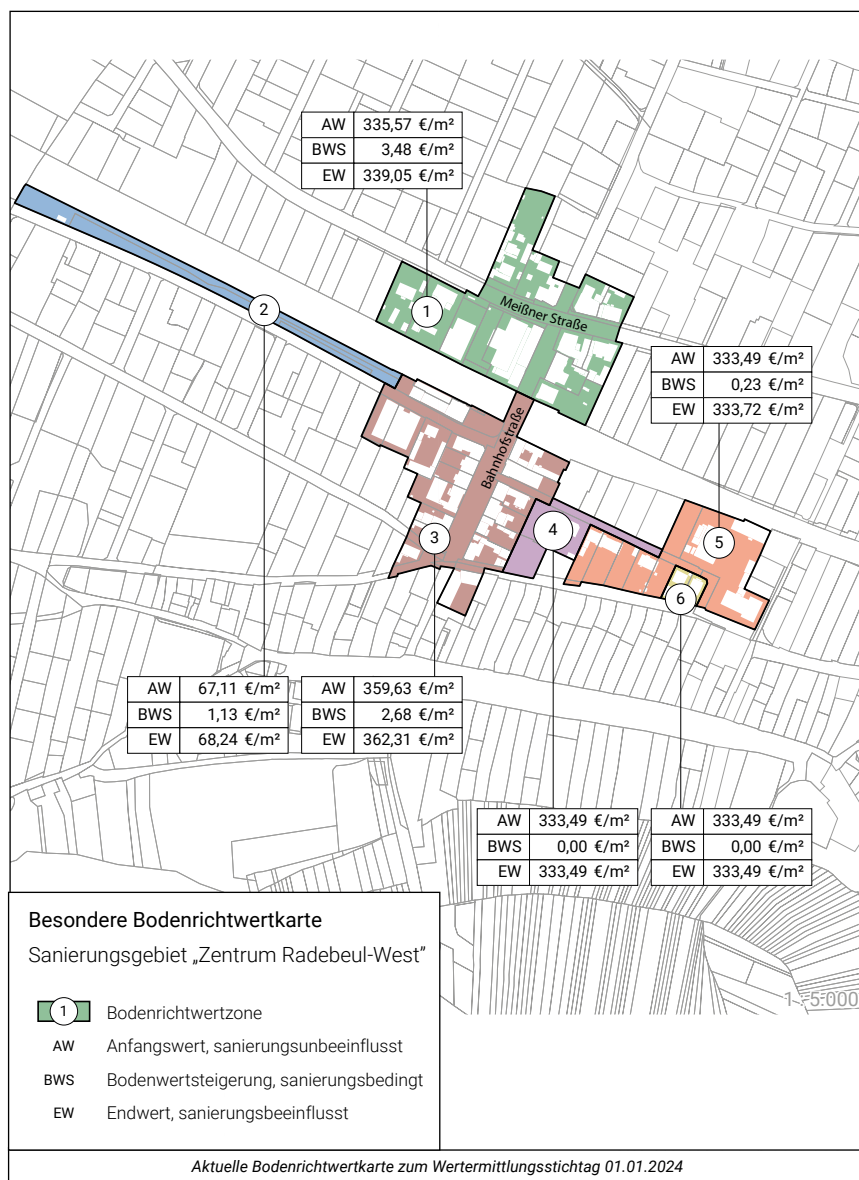 AW 335,57 €/m²
BWS 3,48 €/m²
EW 339,05 €/m²
2
1
Meißner Straße
AW 333,49 €/m²
BWS 0,23 €/m²
EW 333,72 €/m²
Bahnhofstraße
3
4
5
6
AW 67,11 €/m²
BWS 1,13 €/m²
EW 68,24 €/m²
AW 359,63 €/m²
BWS 2,68 €/m²
EW 362,31 €/m²
AW 333,49 €/m²
BWS 0,00 €/m²
EW 333,49 €/m²
AW 333,49 €/m²
BWS 0,00 €/m²
EW 333,49 €/m²
Besondere Bodenrichtwertkarte
Sanierungsgebiet „Zentrum Radebeul-West”
1 : 5.000
1 Bodenrichtwertzone
AW Anfangswert, sanierungsunbeeinflusst
BWS Bodenwertsteigerung, sanierungsbedingt
EW Endwert, sanierungsbeeinflusst
Aktuelle Bodenrichtwertkarte zum Wertermittlungsstichtag 01.01.2024